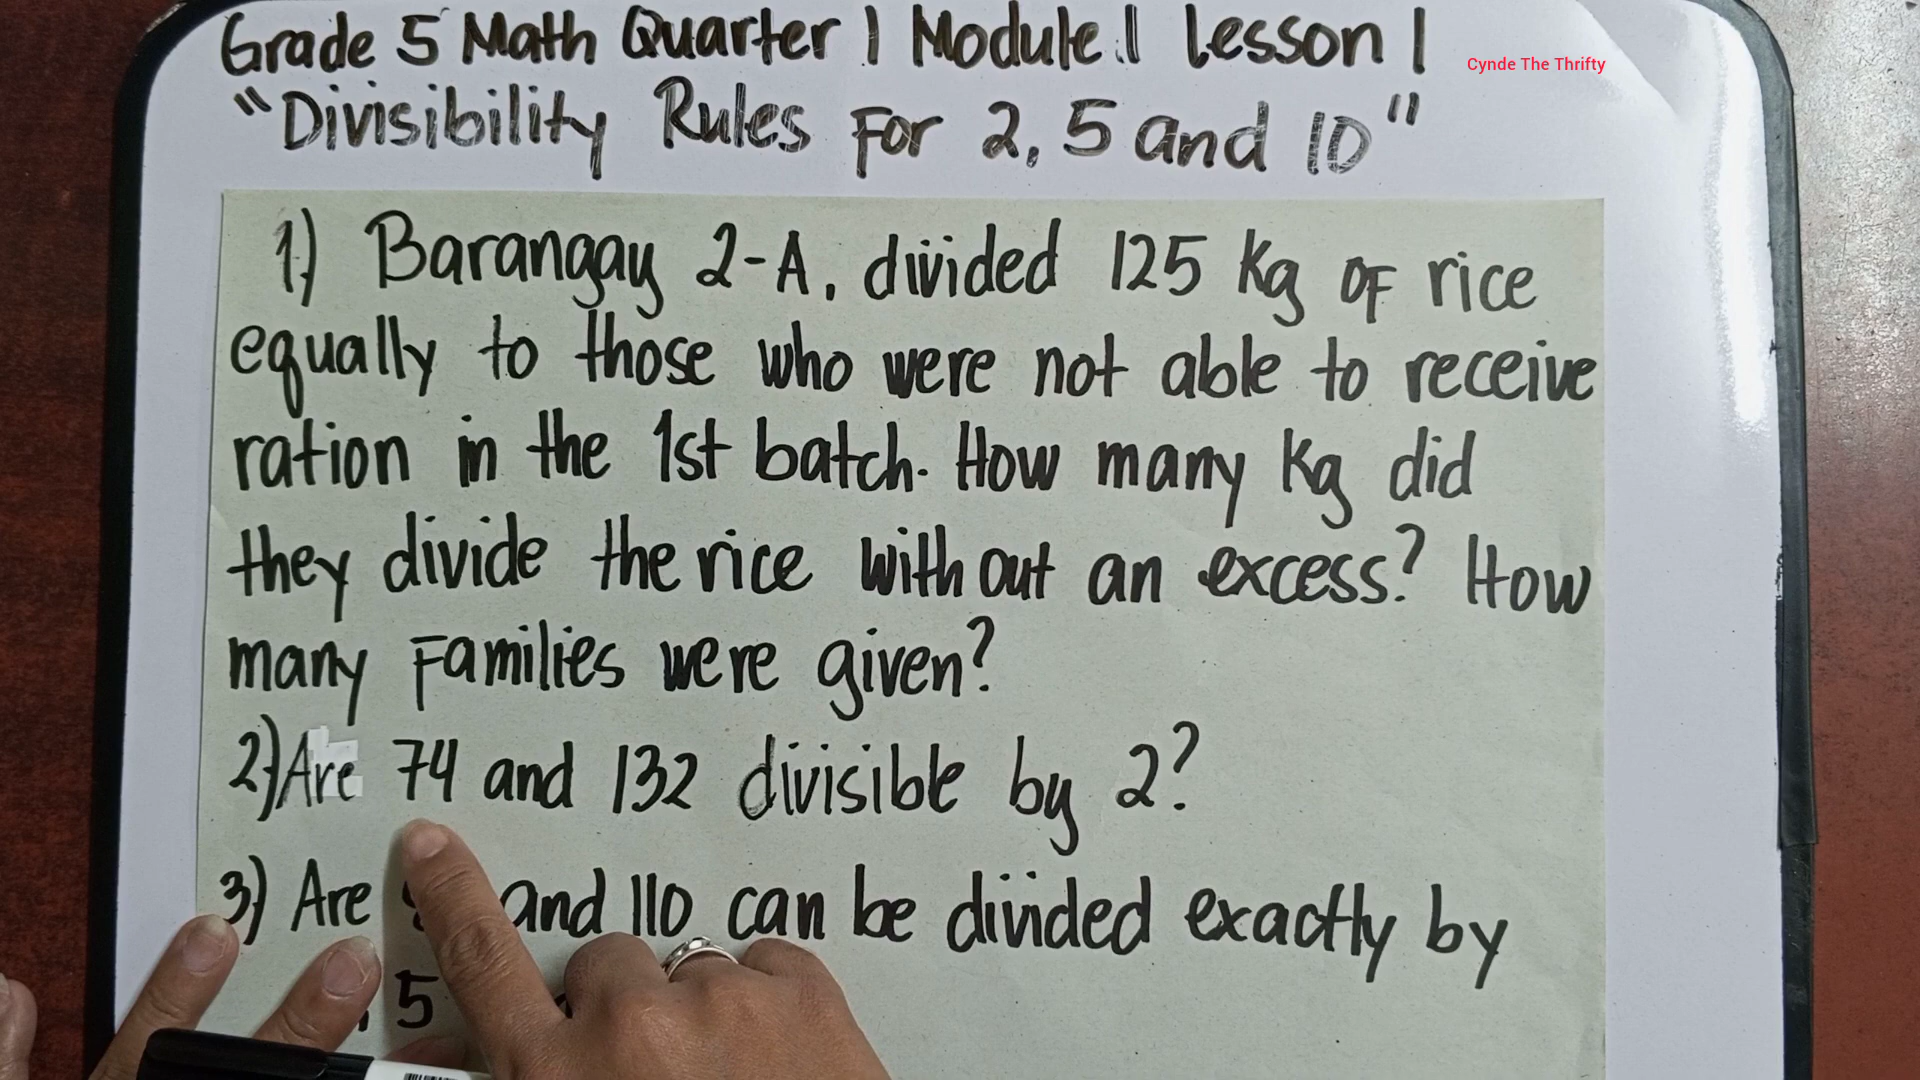 Grade 5 Math Quarter 1 Module 1 Lesson 1
Cynde The Thrifty
"Divisibility Rules For 2, 5 and 10"
1) Barangay 2-A, divided 125 Kg OF rice
equally to those who were not able to receive
ration in the 1st batch. How many Kg did
they divide the rice without an excess? How
many Families were given?
2) Are 74 and 132 divisible by 2?
3) Are and 110 can be divided exactly by
, 5